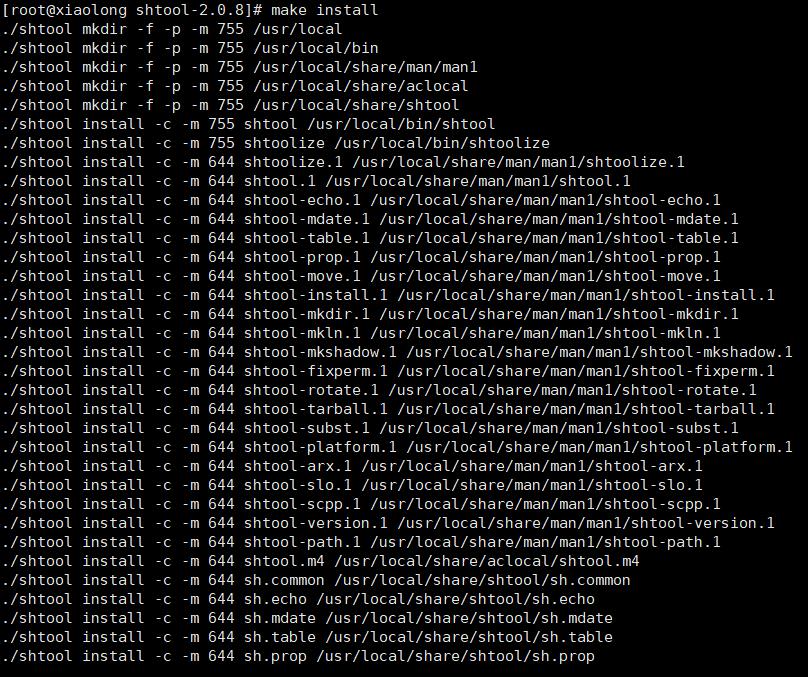 [root@xiaolong shtool-2.0.8]# make install
./shtool mkdir -f -p -m 755 /usr/local
./shtool mkdir -f -p -m 755 /usr/local/bin
./shtool mkdir -f -p -m 755 /usr/local/share/man/man1
./shtool mkdir -f -p -m 755 /usr/local/share/aclocal
./shtool mkdir -f -p -m 755 /usr/local/share/shtool
./shtool install -c -m 755 shtool /usr/local/bin/shtool
./shtool install -c -m 755 shtoolize /usr/local/bin/shtoolize
./shtool install -c -m 644 shtoolize.1 /usr/local/share/man/man1/shtoolize.1
./shtool install -c -m 644 shtool.1 /usr/local/share/man/man1/shtool.1
./shtool install -c -m 644 shtool-echo.1 /usr/local/share/man/man1/shtool-echo.1
./shtool install -c -m 644 shtool-mdate.1 /usr/local/share/man/man1/shtool-mdate.1
./shtool install -c -m 644 shtool-table.1 /usr/local/share/man/man1/shtool-table.1
./shtool install -c -m 644 shtool-prop.1 /usr/local/share/man/man1/shtool-prop.1
./shtool install -c -m 644 shtool-move.1 /usr/local/share/man/man1/shtool-move.1
./shtool install -c -m 644 shtool-install.1 /usr/local/share/man/man1/shtool-install.1
./shtool install -c -m 644 shtool-mkdir.1 /usr/local/share/man/man1/shtool-mkdir.1
./shtool install -c -m 644 shtool-mkln.1 /usr/local/share/man/man1/shtool-mkln.1
./shtool install -c -m 644 shtool-mkshadow.1 /usr/local/share/man/man1/shtool-mkshadow.1
./shtool install -c -m 644 shtool-fixperm.1 /usr/local/share/man/man1/shtool-fixperm.1
./shtool install -c -m 644 shtool-rotate.1 /usr/local/share/man/man1/shtool-rotate.1
./shtool install -c -m 644 shtool-tarball.1 /usr/local/share/man/man1/shtool-tarball.1
./shtool install -c -m 644 shtool-subst.1 /usr/local/share/man/man1/shtool-subst.1
./shtool install -c -m 644 shtool-platform.1 /usr/local/share/man/man1/shtool-platform.1
./shtool install -c -m 644 shtool-arx.1 /usr/local/share/man/man1/shtool-arx.1
./shtool install -c -m 644 shtool-slo.1 /usr/local/share/man/man1/shtool-slo.1
./shtool install -c -m 644 shtool-scpp.1 /usr/local/share/man/man1/shtool-scpp.1
./shtool install -c -m 644 shtool-version.1 /usr/local/share/man/man1/shtool-version.1
./shtool install -c -m 644 shtool-path.1 /usr/local/share/man/man1/shtool-path.1
./shtool install -c -m 644 shtool.m4 /usr/local/share/aclocal/shtool.m4
./shtool install -c -m 644 sh.common /usr/local/share/shtool/sh.common
./shtool install -c -m 644 sh.echo /usr/local/share/shtool/sh.echo
./shtool install -c -m 644 sh.mdate /usr/local/share/shtool/sh.mdate
./shtool install -c -m 644 sh.table /usr/local/share/shtool/sh.table
./shtool install -c -m 644 sh.prop /usr/local/share/shtool/sh.prop